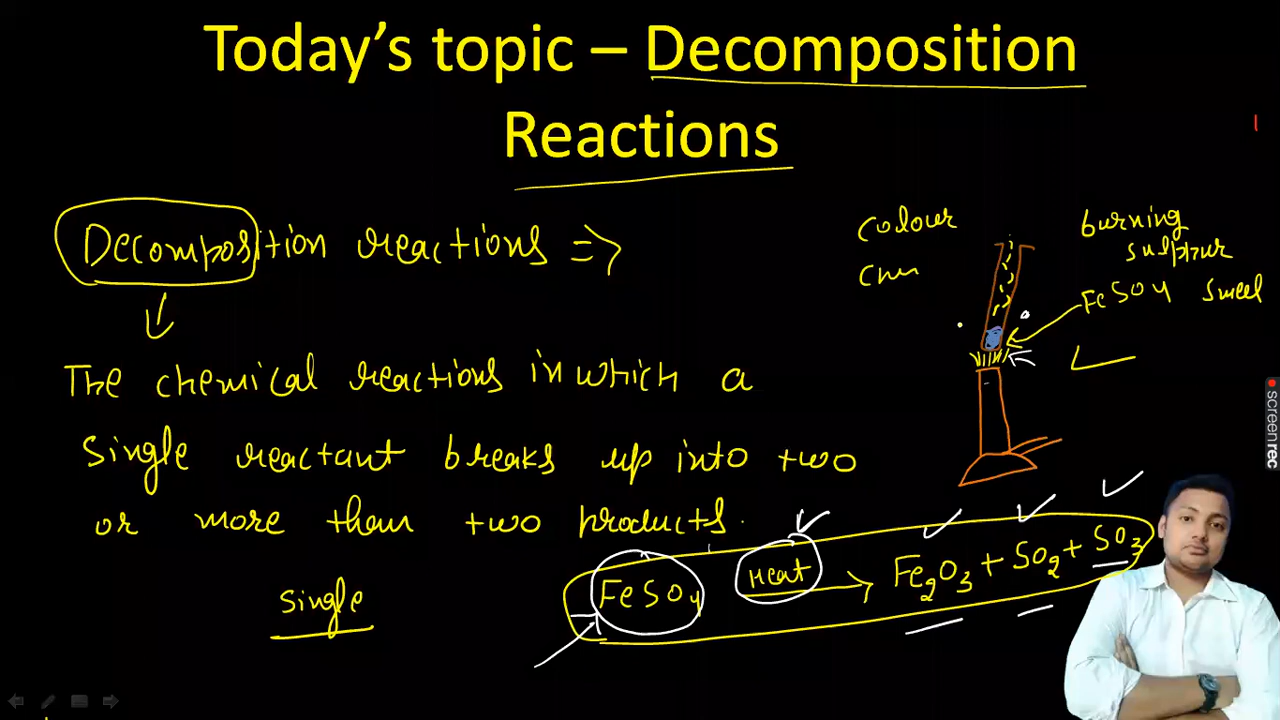 Today's topic – Decomposition
Reactions
Decomposition reactions =>
The chemical reactions in which a
single reactant breaks up into two
or more than two products.
single
colour
burning
sulphur
FeSO4 smell
FeSO4 Heat → Fe2O3 + SO2 + SO3
screenrec